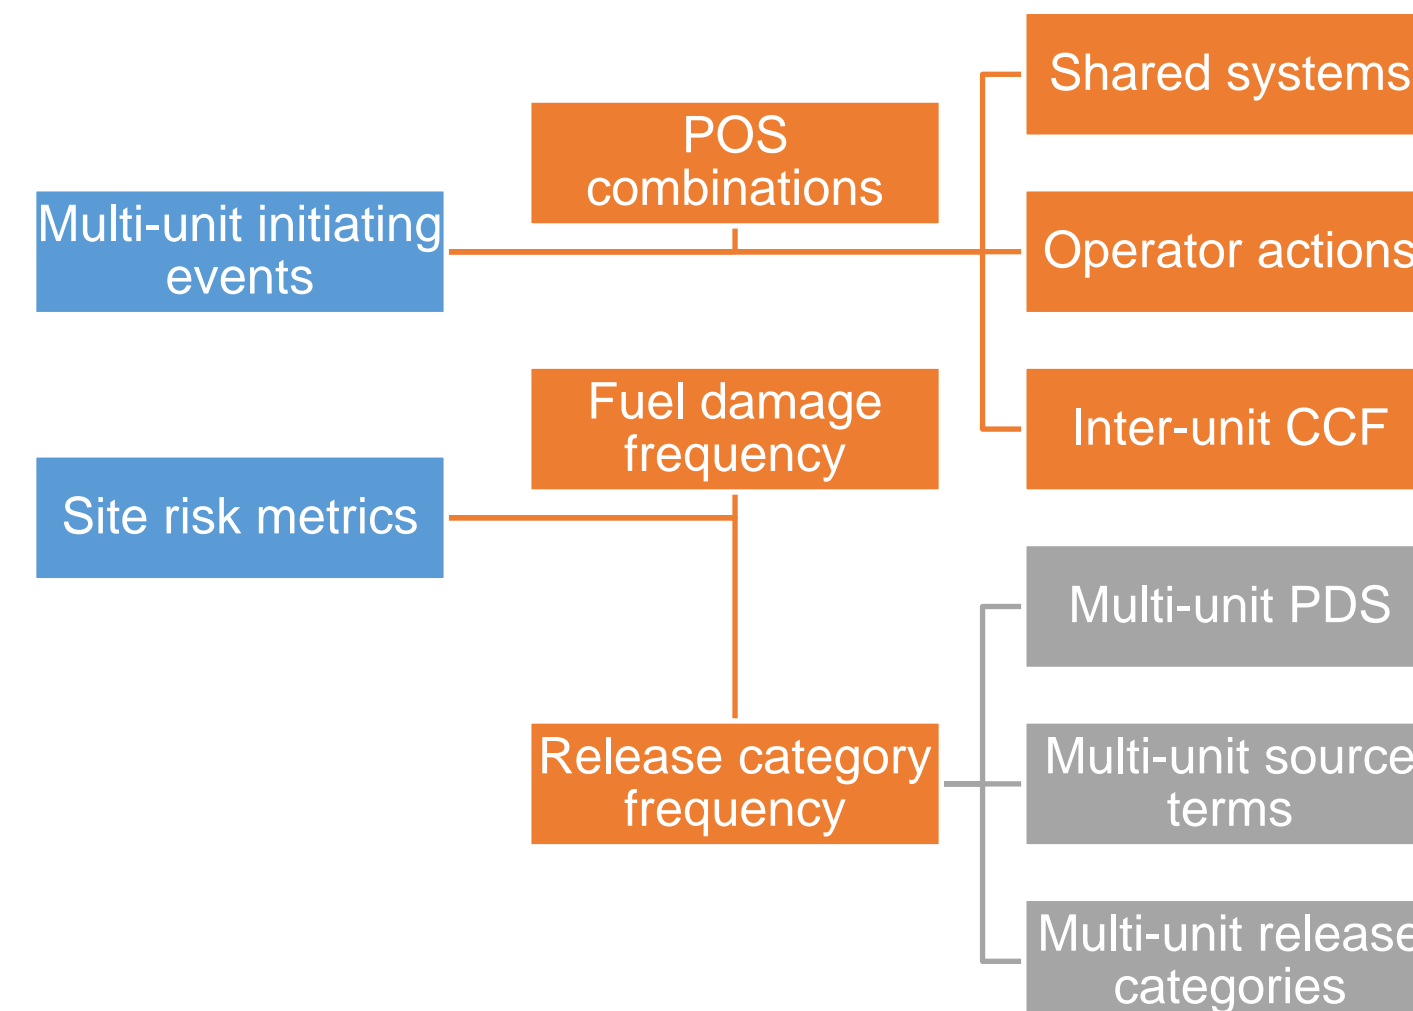 Multi-unit initiating
events
POS
combinations
Shared systems
Operator actions
Inter-unit CCF
Site risk metrics
Fuel damage
frequency
Release category
frequency
Multi-unit PDS
Multi-unit source
terms
Multi-unit release
categories